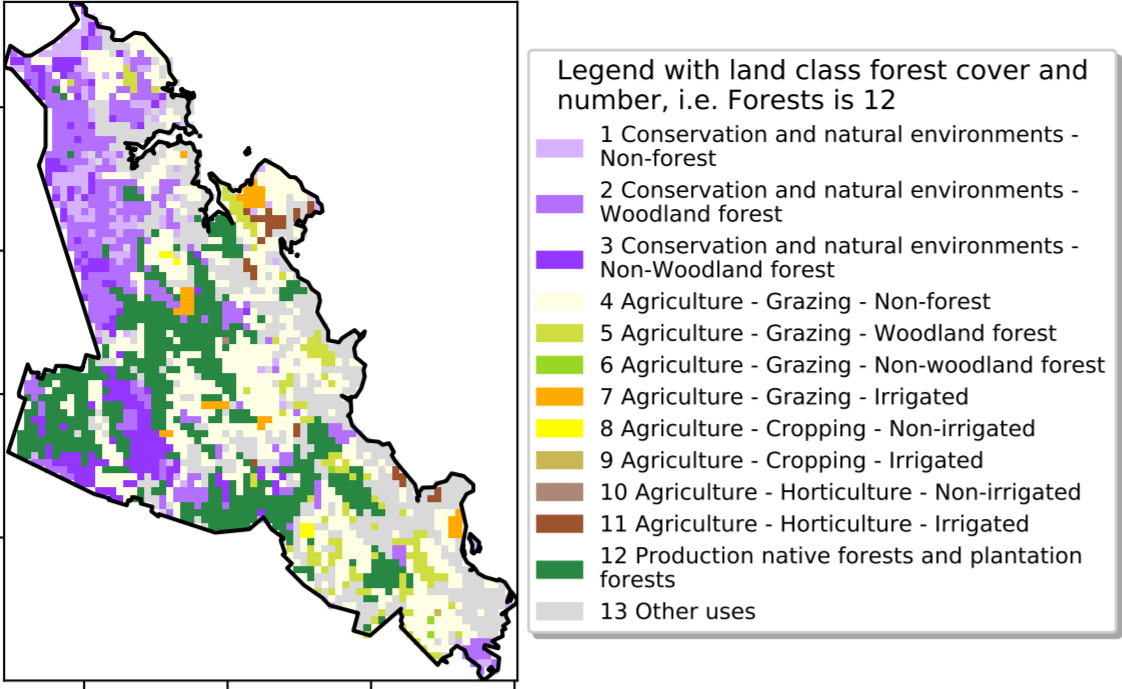 Legend with land class forest cover and
number, i.e. Forests is 12
1 Conservation and natural environments -
Non-forest
2 Conservation and natural environments -
Woodland forest
3 Conservation and natural environments -
Non-Woodland forest
4 Agriculture - Grazing - Non-forest
5 Agriculture - Grazing - Woodland forest
6 Agriculture - Grazing - Non-woodland forest
7 Agriculture - Grazing - Irrigated
8 Agriculture - Cropping - Non-irrigated
9 Agriculture - Cropping - Irrigated
10 Agriculture - Horticulture - Non-irrigated
11 Agriculture - Horticulture - Irrigated
12 Production native forests and plantation
forests
13 Other uses